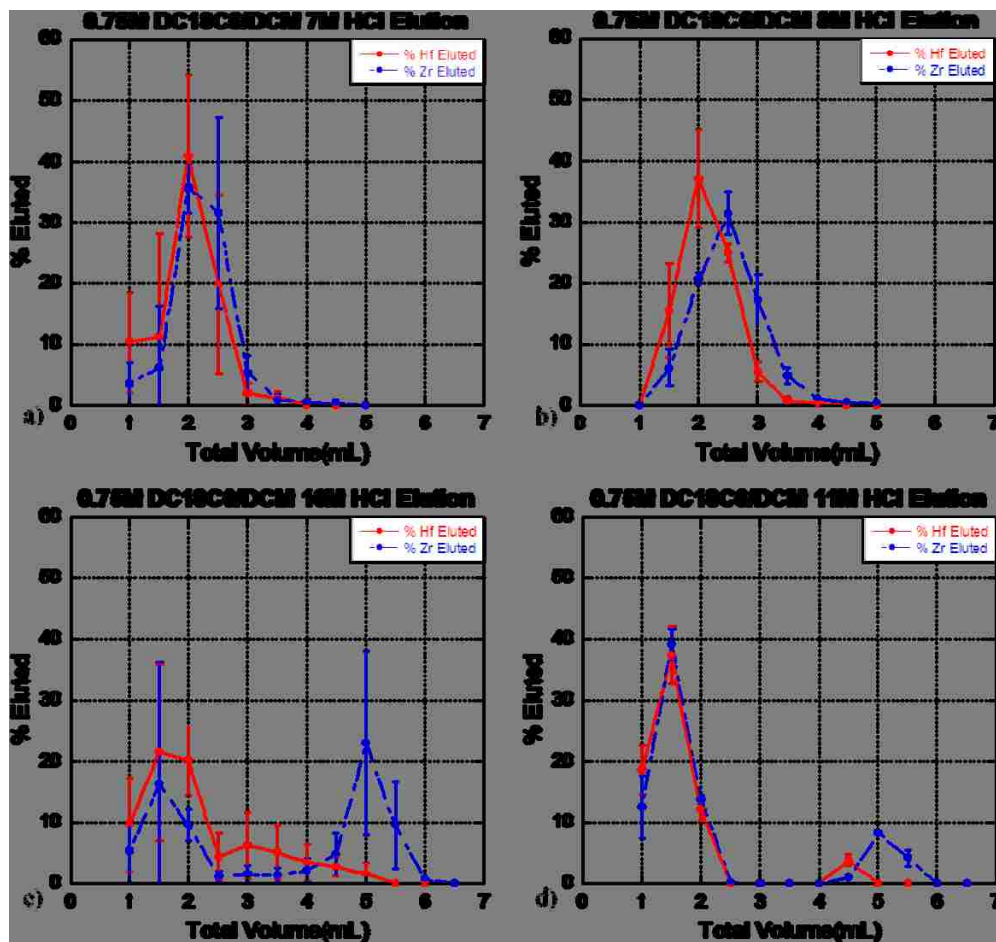 0.75M DC18C6/DCM 7M HCl Elution
% Hf Eluted
% Zr Eluted
60
50
40
30
20
10
0
% Eluted
a)
0 1 2 3 4 5 6 7
Total Volume(mL)
0.75M DC18C6/DCM 8M HCl Elution
% Hf Eluted
% Zr Eluted
60
50
40
30
20
10
0
% Eluted
b)
0 1 2 3 4 5 6 7
Total Volume(mL)
0.75M DC18C6/DCM 10M HCl Elution
% Hf Eluted
% Zr Eluted
60
50
40
30
20
10
0
% Eluted
c)
0 1 2 3 4 5 6 7
Total Volume(mL)
0.75M DC18C6/DCM 11M HCl Elution
% Hf Eluted
% Zr Eluted
60
50
40
30
20
10
0
% Eluted
d)
0 1 2 3 4 5 6 7
Total Volume(mL)